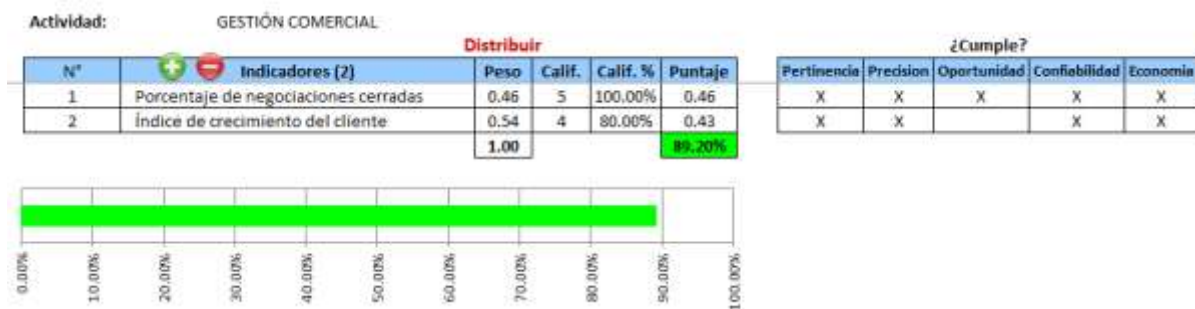 Actividad: GESTIÓN COMERCIAL
Distribuir ¿Cumple?
N° Indicadores (2) Peso Calif. Calif. % Puntaje Pertinencia Precision Oportunidad Confiabilidad Economia
1 Porcentaje de negociaciones cerradas 0.46 5 100.00% 0.46 X X X X X
2 Índice de crecimiento del cliente 0.54 4 80.00% 0.43 X X X X
1.00 89.20%
0.00% 10.00% 20.00% 30.00% 40.00% 50.00% 60.00% 70.00% 80.00% 90.00% 100.00%